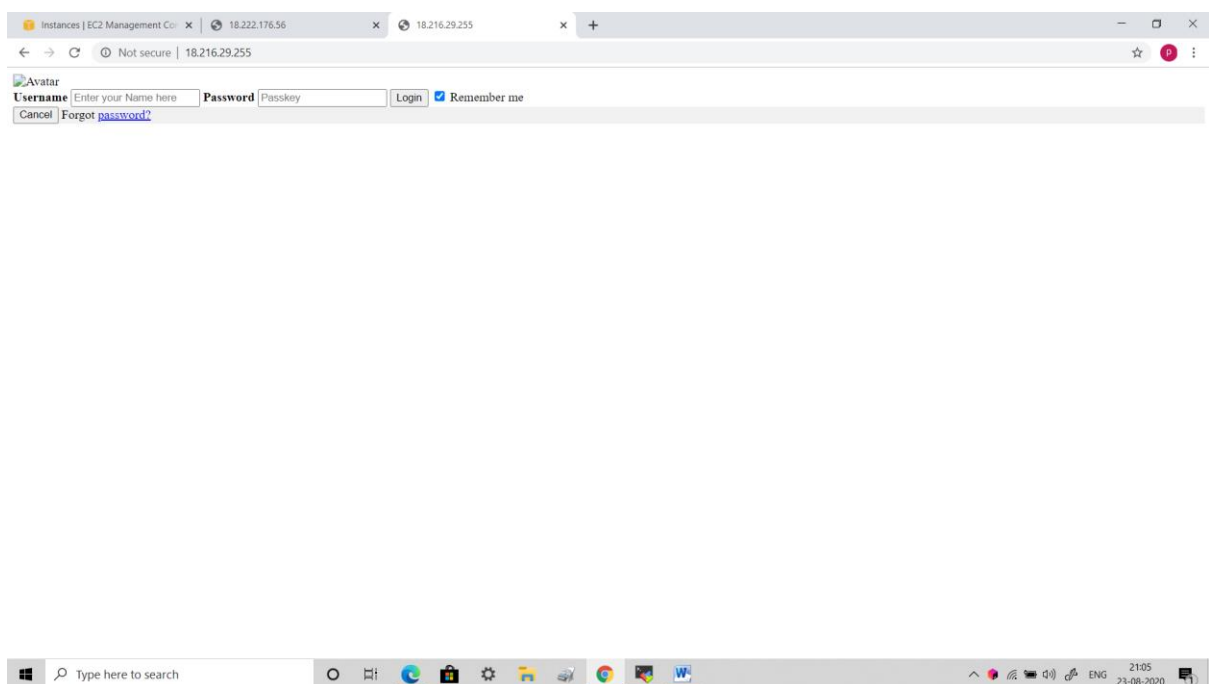 Instances | EC2 Management Co
18.222.176.56
18.216.29.255
Not secure | 18.216.29.255
P
Avatar
Username Enter your Name here Password Passkey Login Remember me
Cancel Forgot password?
Type here to search
W
ENG
21:05
23-08-2020